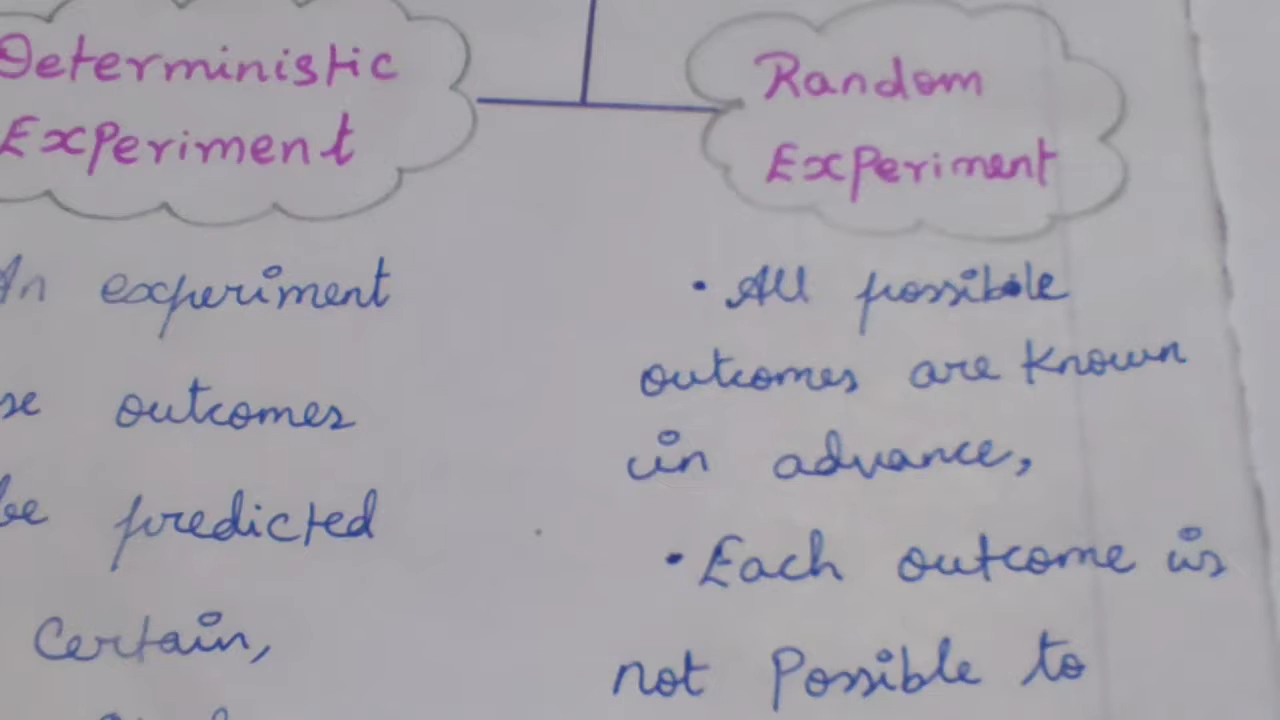 Deterministic
Experiment
An experiment
se outcomes
be predicted
Certain,
Random
Experiment
• All possible
outcomes are known
in advance,
• Each outcome is
not Possible to